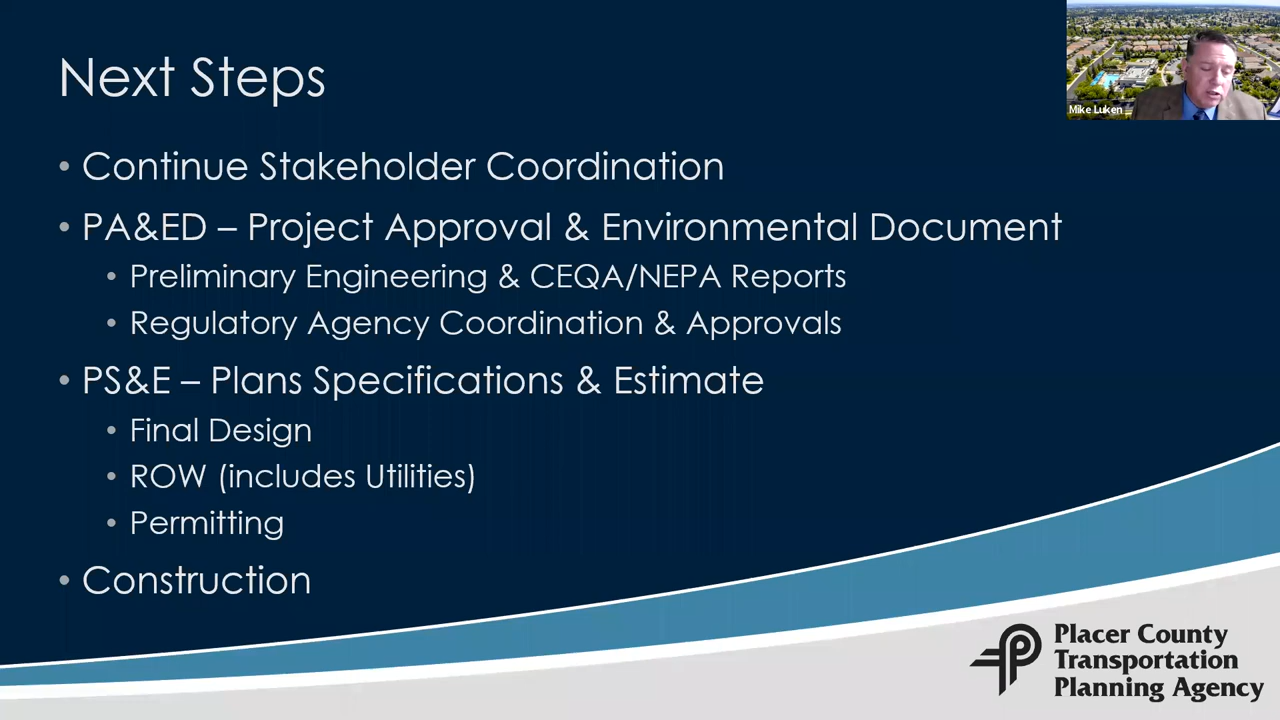 Next Steps
Mike Luken
• Continue Stakeholder Coordination
• PA&ED – Project Approval & Environmental Document
• Preliminary Engineering & CEQA/NEPA Reports
• Regulatory Agency Coordination & Approvals
• PS&E – Plans Specifications & Estimate
• Final Design
• ROW (includes Utilities)
• Permitting
• Construction
Placer County
Transportation
Planning Agency